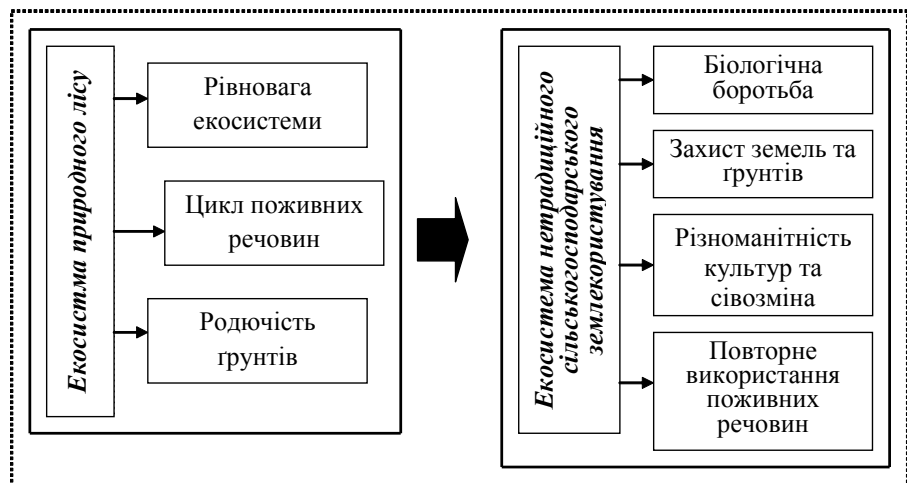 Екосистма природного лісу
Рівновага
екосистеми
Цикл поживних
речовин
Родючість
ґрунтів
Екосистема нетрадиційного
сільськогосподарського
землекористування
Біологічна
боротьба
Захист земель та
ґрунтів
Різноманітність
культур та
сівозміна
Повторне
використання
поживних
речовин